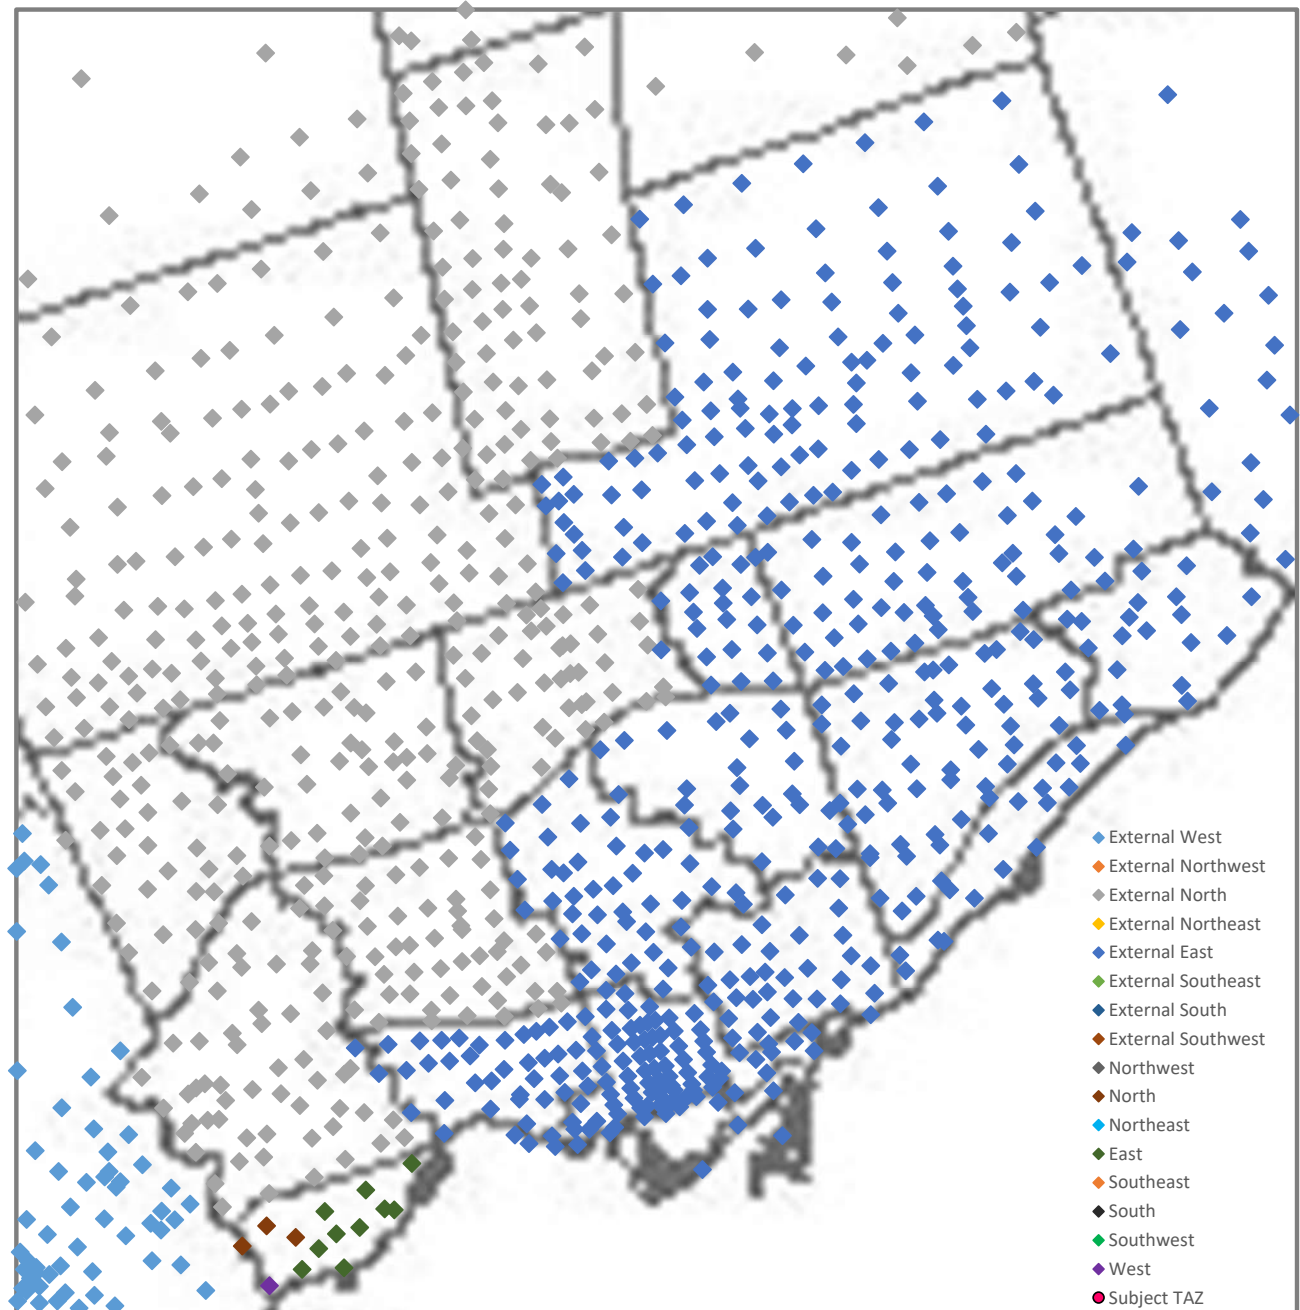 External West
External Northwest
External North
External Northeast
External East
External Southeast
External South
External Southwest
Northwest
North
Northeast
East
Southeast
South
Southwest
West
Subject TAZ